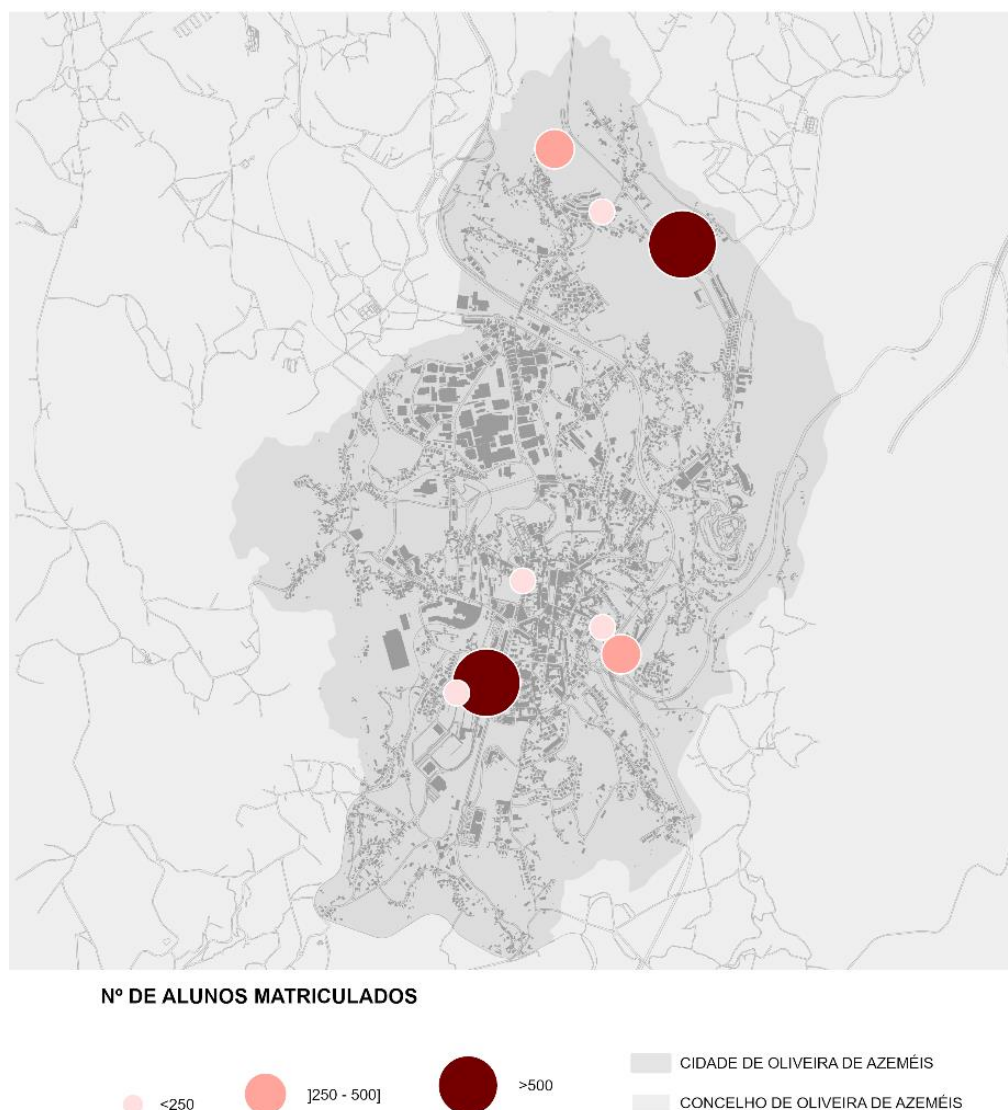 Nº DE ALUNOS MATRICULADOS
<250
]250 - 500]
>500
CIDADE DE OLIVEIRA DE AZEMÉIS
CONCELHO DE OLIVEIRA DE AZEMÉIS